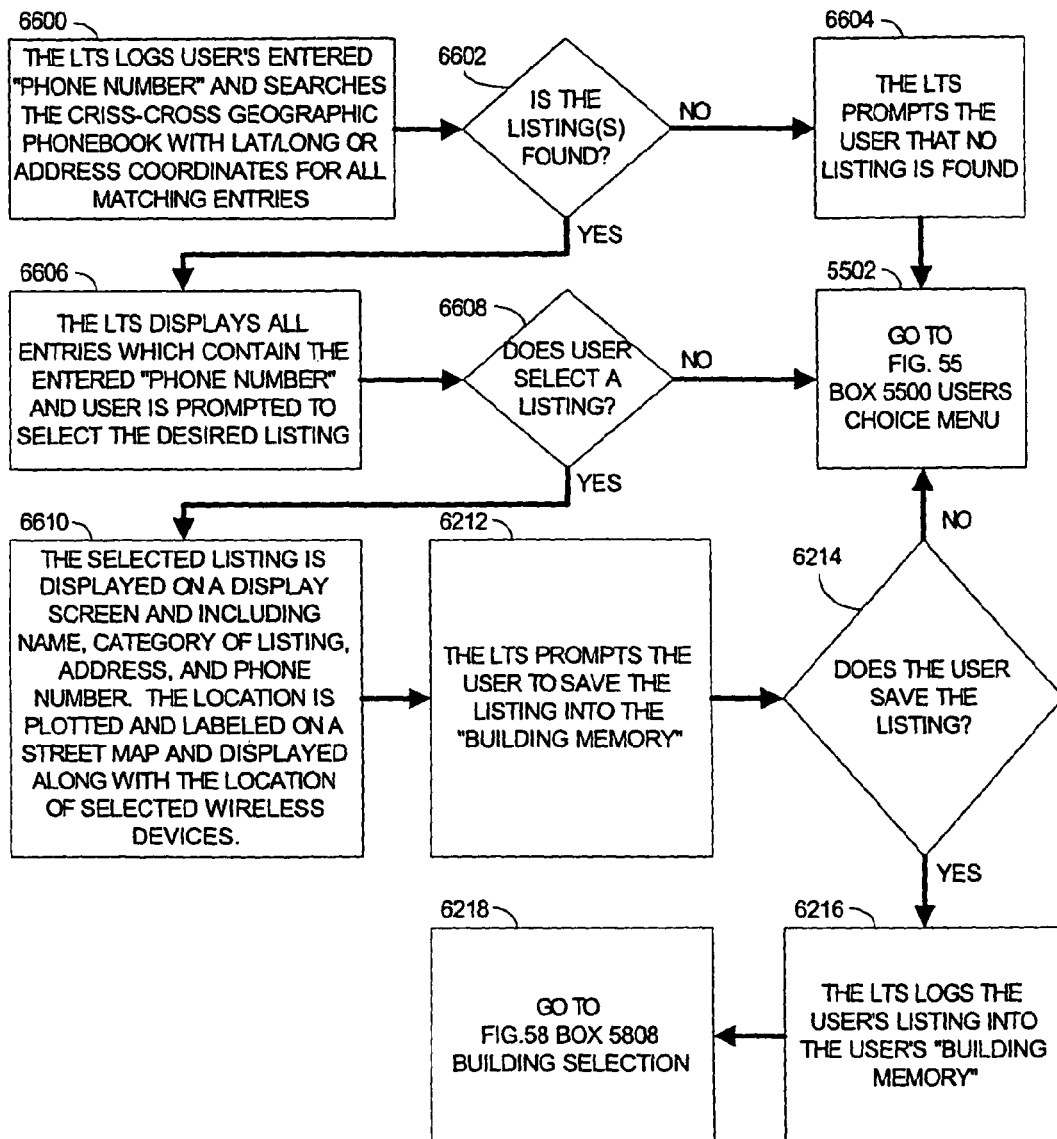 6600
THE LTS LOGS USER'S ENTERED
"PHONE NUMBER" AND SEARCHES
THE CRISS-CROSS GEOGRAPHIC
PHONEBOOK WITH LAT/LONG OR
ADDRESS COORDINATES FOR ALL
MATCHING ENTRIES
6602
IS THE
LISTING(S)
FOUND?
NO
YES
6604
THE LTS
PROMPTS THE
USER THAT NO
LISTING IS FOUND
6606
THE LTS DISPLAYS ALL
ENTRIES WHICH CONTAIN THE
ENTERED "PHONE NUMBER"
AND USER IS PROMPTED TO
SELECT THE DESIRED LISTING
6608
DOES USER
SELECT A
LISTING?
NO
YES
5502
GO TO
FIG. 55
BOX 5500 USERS
CHOICE MENU
6610
THE SELECTED LISTING IS
DISPLAYED ON A DISPLAY
SCREEN AND INCLUDING
NAME, CATEGORY OF LISTING,
ADDRESS, AND PHONE
NUMBER. THE LOCATION IS
PLOTTED AND LABELED ON A
STREET MAP AND DISPLAYED
ALONG WITH THE LOCATION
OF SELECTED WIRELESS
DEVICES.
6212
THE LTS PROMPTS THE
USER TO SAVE THE
LISTING INTO THE
"BUILDING MEMORY"
6214
DOES THE USER
SAVE THE
LISTING?
NO
YES
6216
THE LTS LOGS THE
USER'S LISTING INTO
THE USER'S "BUILDING
MEMORY"
6218
GO TO
FIG.58 BOX 5808
BUILDING SELECTION